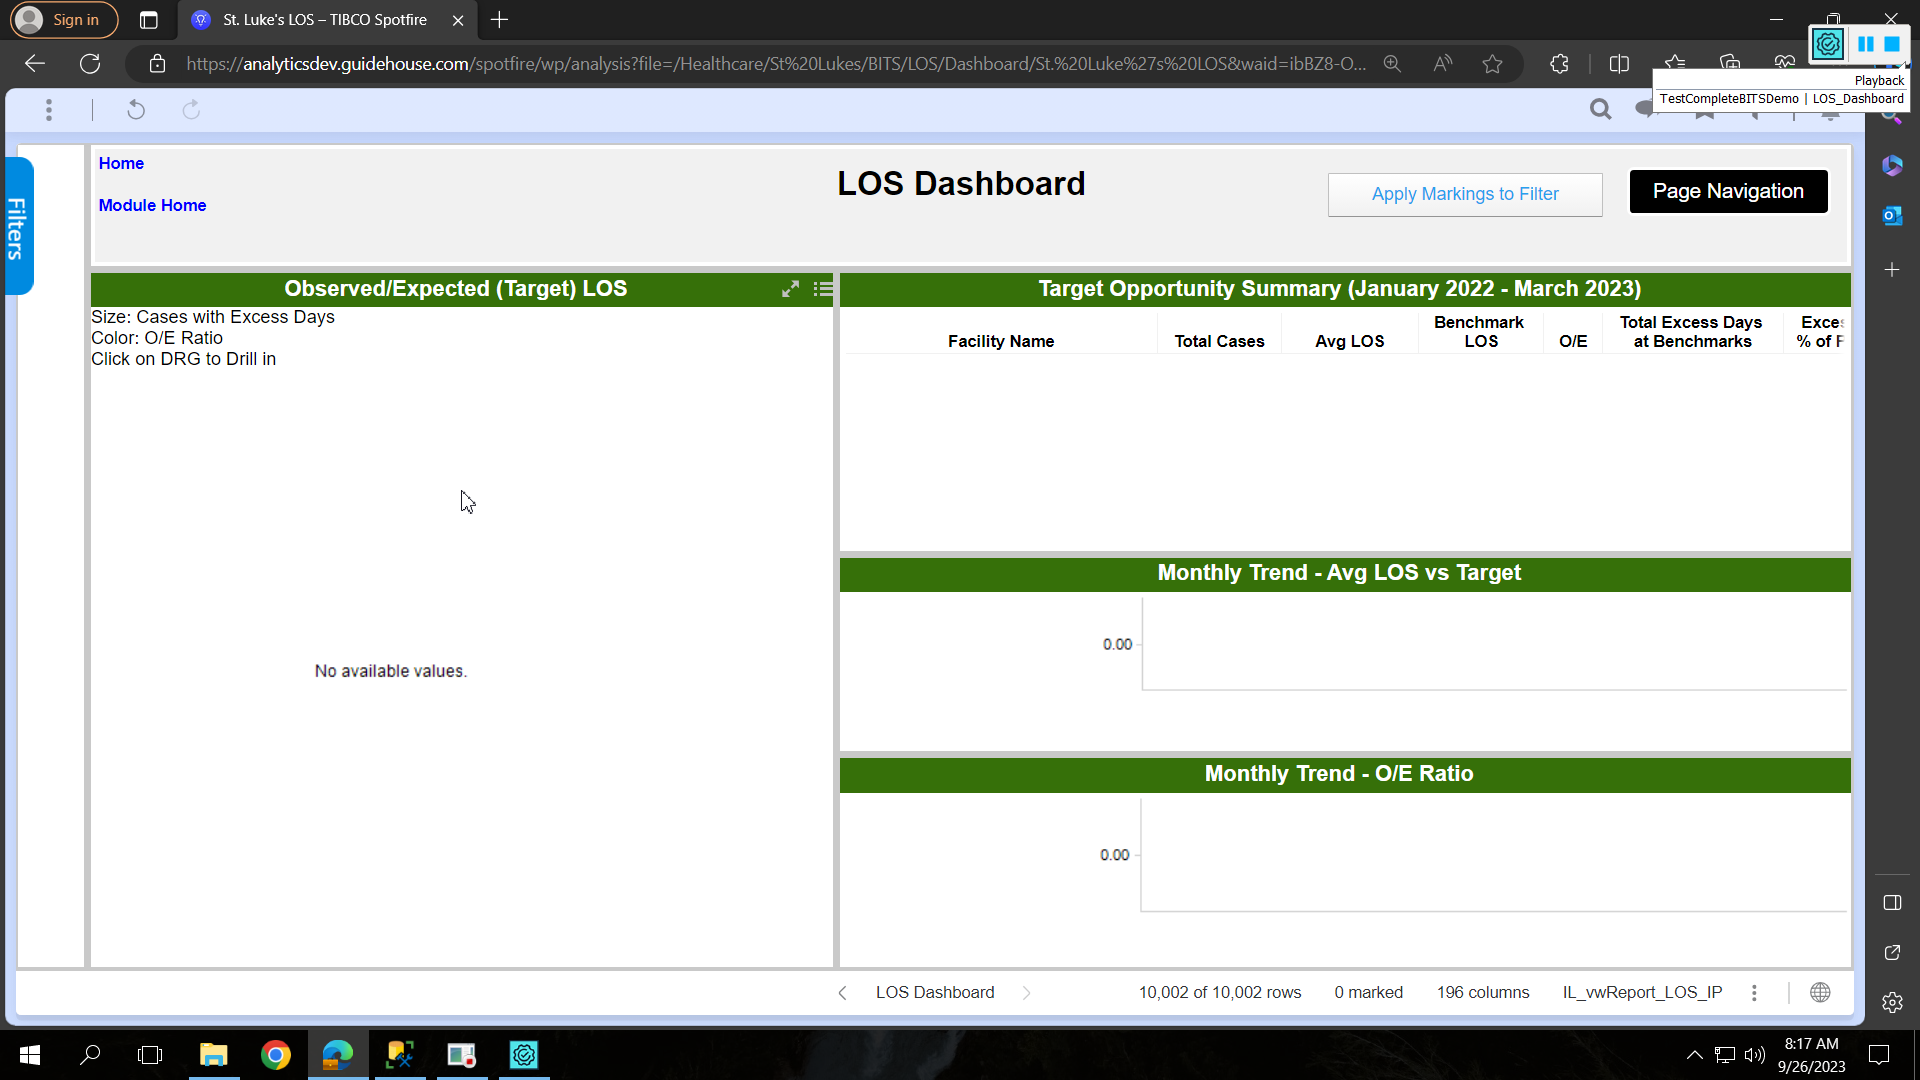 Sign in
St. Luke's LOS – TIBCO Spotfire
https://analyticsdev.guidehouse.com/spotfire/wp/analysis?file=/Healthcare/St%20Lukes/BITS/LOS/Dashboard/St.%20Luke%27s%20LOS&waid=ibBZ8-O...
Playback
TestCompleteBITSDemo | LOS_Dashboard
Home
Module Home
LOS Dashboard
Apply Markings to Filter
Page Navigation
Filters
Observed/Expected (Target) LOS
Size: Cases with Excess Days
Color: O/E Ratio
Click on DRG to Drill in
No available values.
Target Opportunity Summary (January 2022 - March 2023)
Facility Name
Total Cases
Avg LOS
Benchmark
LOS
O/E
Total Excess Days
at Benchmarks
% of
Monthly Trend - Avg LOS vs Target
0.00
Monthly Trend - O/E Ratio
0.00
LOS Dashboard
10,002 of 10,002 rows
0 marked
196 columns
IL_vwReport_LOS_IP
8:17 AM
9/26/2023